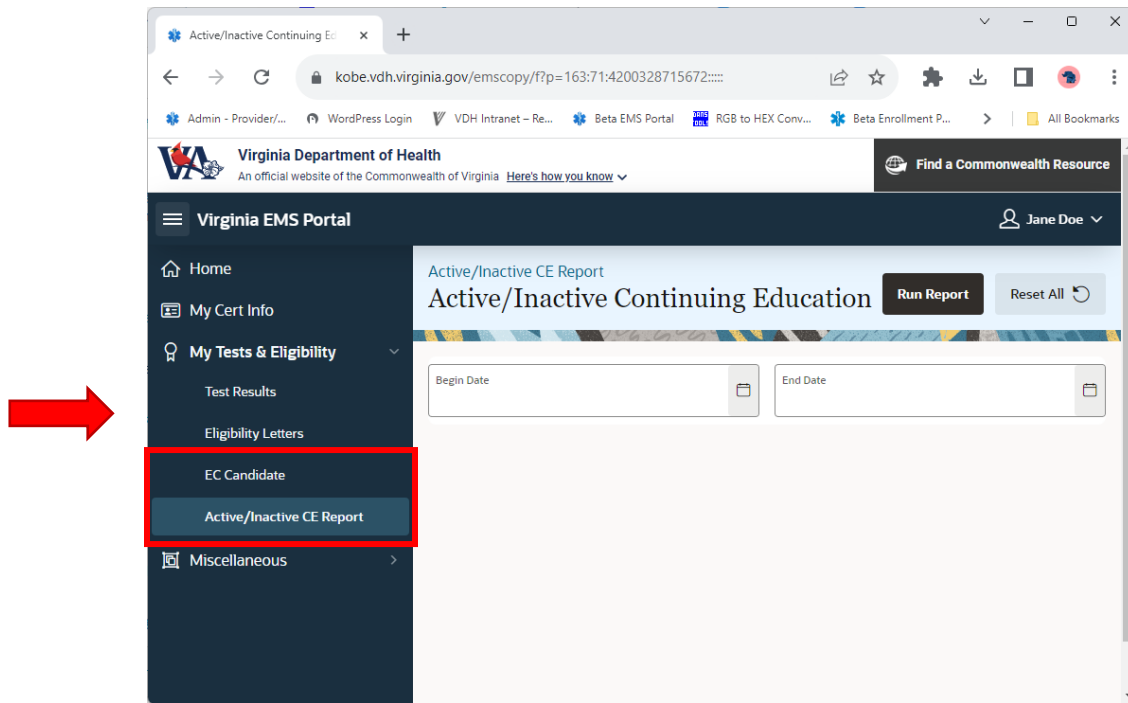 Active/Inactive Continuing Ed
kobe.vdh.virginia.gov/emscopy/f?p=163:71:4200328715672:::::
Admin - Provider/... WordPress Login VDH Intranet – Re... Beta EMS Portal RGB to HEX Conv... Beta Enrollment P... All Bookmarks
VA Virginia Department of Health
An official website of the Commonwealth of Virginia Here's how you know
Find a Commonwealth Resource
Virginia EMS Portal
Jane Doe
Home
My Cert Info
My Tests & Eligibility
Test Results
Eligibility Letters
EC Candidate
Active/Inactive CE Report
Miscellaneous
Active/Inactive CE Report
Active/Inactive Continuing Education
Run Report
Reset All
Begin Date
End Date